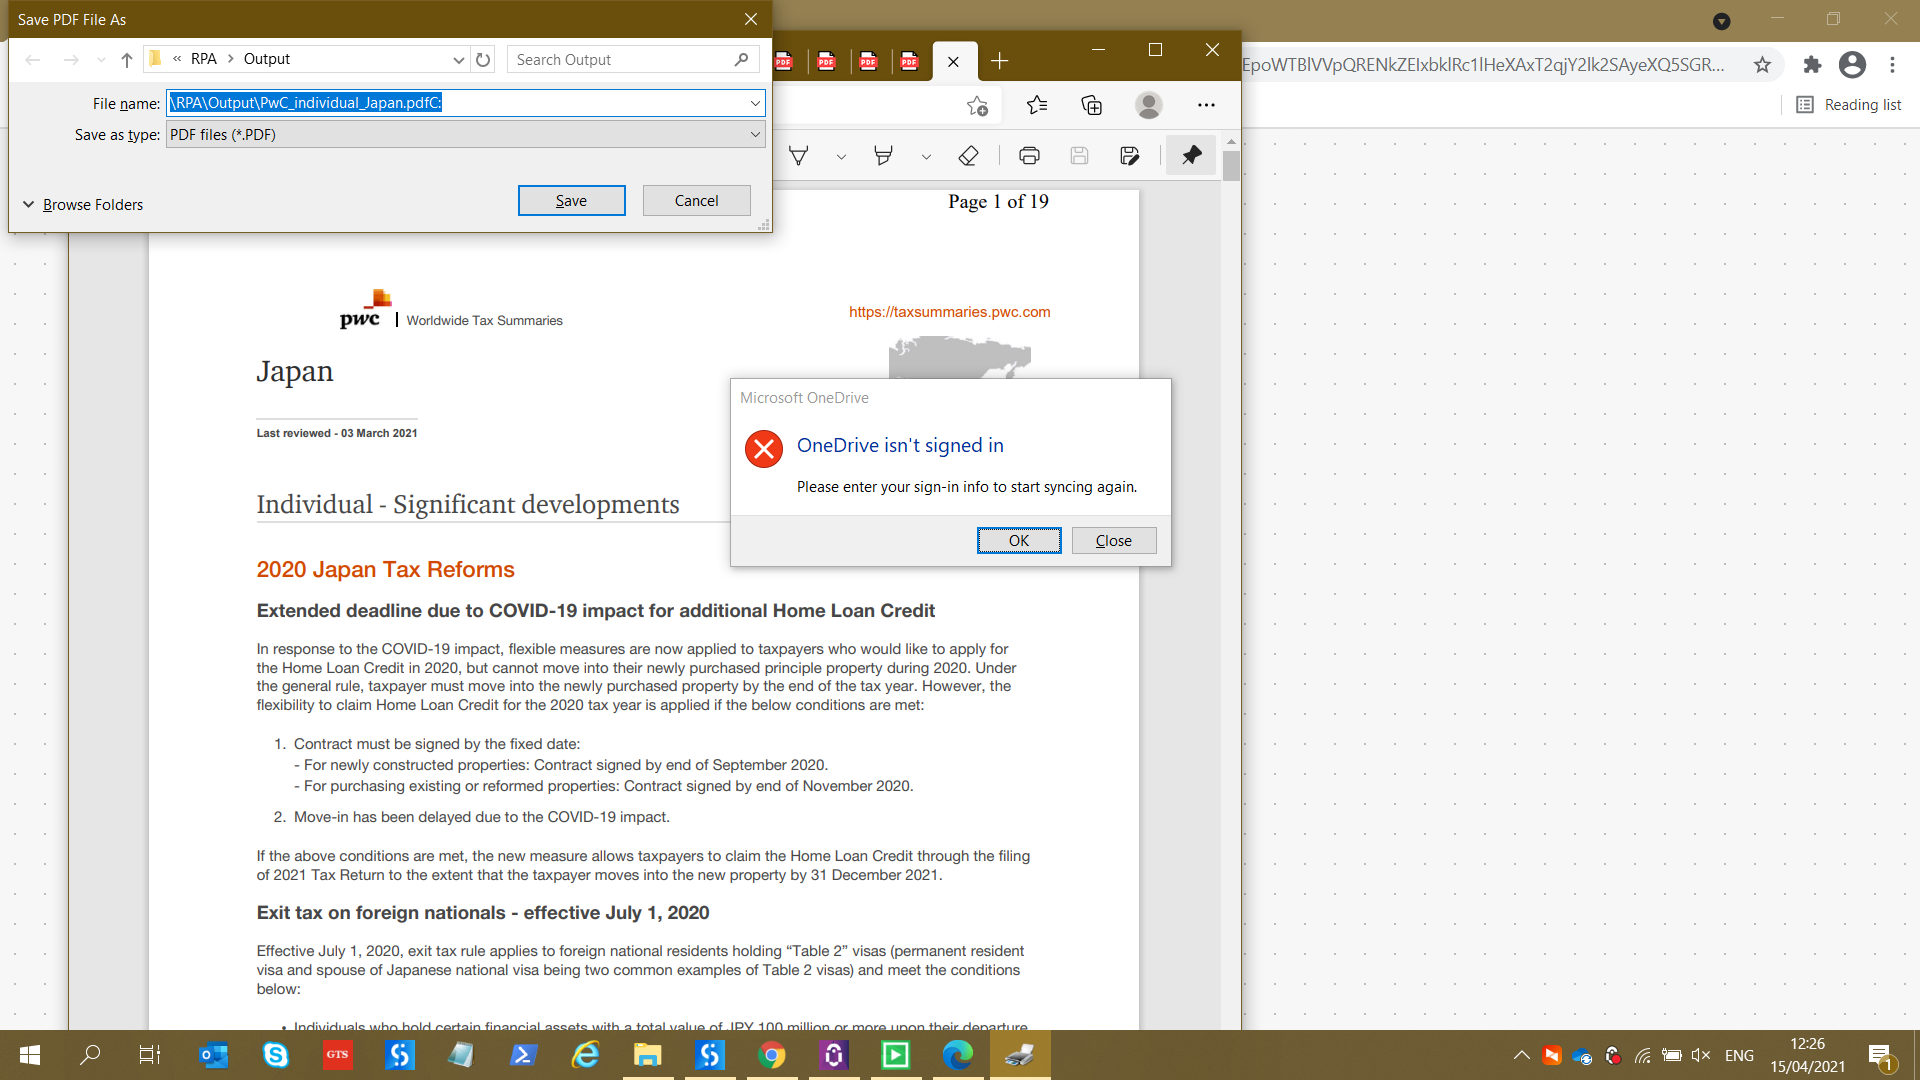 Save PDF File As
« RPA > Output
Search Output
File name: \RPA\Output\PwC_individual_Japan.pdfC:
Save as type: PDF files (*.PDF)
Browse Folders
Save
Cancel
EpoWTBlVVpQRENkZEIxbklRc1lHeXAxT2qjY2lk2SAyeXQ5SGR...
Reading list
Page 1 of 19
pwc
Worldwide Tax Summaries
https://taxsummaries.pwc.com
Japan
Last reviewed - 03 March 2021
Microsoft OneDrive
OneDrive isn't signed in
Please enter your sign-in info to start syncing again.
OK
Close
Individual - Significant developments
2020 Japan Tax Reforms
Extended deadline due to COVID-19 impact for additional Home Loan Credit
In response to the COVID-19 impact, flexible measures are now applied to taxpayers who would like to apply for
the Home Loan Credit in 2020, but cannot move into their newly purchased principle property during 2020. Under
the general rule, taxpayer must move into the newly purchased property by the end of the tax year. However, the
flexibility to claim Home Loan Credit for the 2020 tax year is applied if the below conditions are met:
1. Contract must be signed by the fixed date:
- For newly constructed properties: Contract signed by end of September 2020.
- For purchasing existing or reformed properties: Contract signed by end of November 2020.
2. Move-in has been delayed due to the COVID-19 impact.
If the above conditions are met, the new measure allows taxpayers to claim the Home Loan Credit through the filing
of 2021 Tax Return to the extent that the taxpayer moves into the new property by 31 December 2021.
Exit tax on foreign nationals - effective July 1, 2020
Effective July 1, 2020, exit tax rule applies to foreign national residents holding “Table 2” visas (permanent resident
visa and spouse of Japanese national visa being two common examples of Table 2 visas) and meet the conditions
below:
• Individuals who hold certain financial assets with a total value of JPY 100 million or more upon their departure
GTS
ENG
12:26
15/04/2021
1